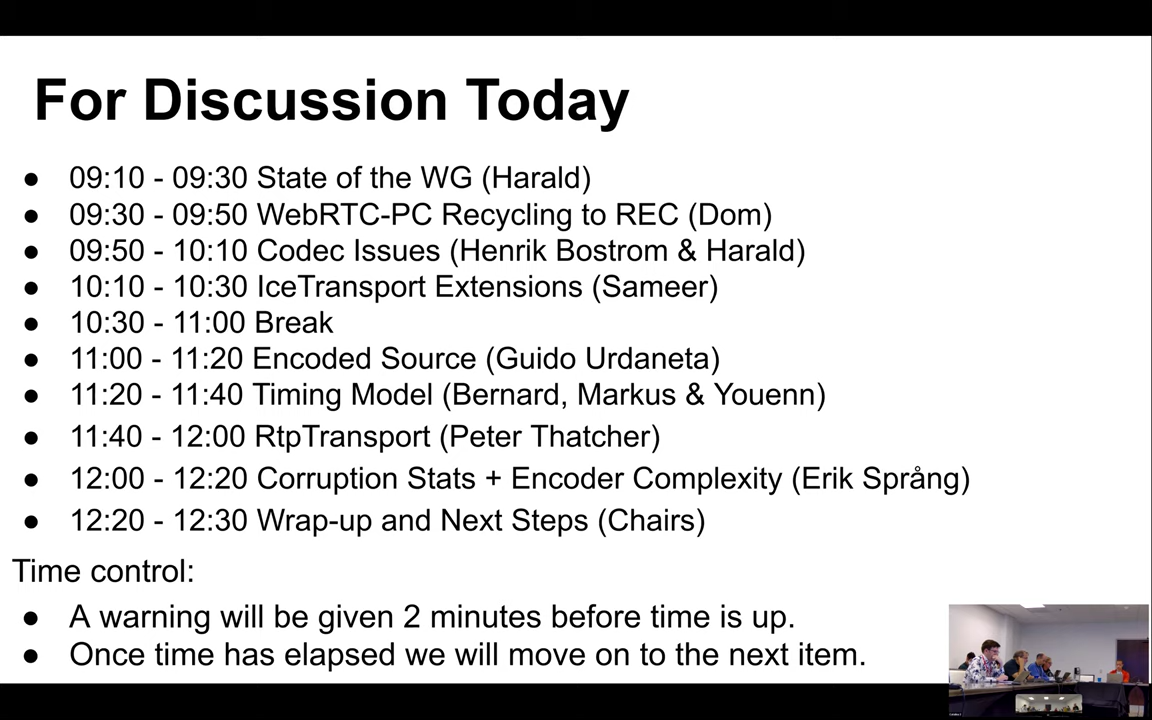 For Discussion Today
● 09:10 - 09:30 State of the WG (Harald)
● 09:30 - 09:50 WebRTC-PC Recycling to REC (Dom)
● 09:50 - 10:10 Codec Issues (Henrik Bostrom & Harald)
● 10:10 - 10:30 IceTransport Extensions (Sameer)
● 10:30 - 11:00 Break
● 11:00 - 11:20 Encoded Source (Guido Urdaneta)
● 11:20 - 11:40 Timing Model (Bernard, Markus & Youenn)
● 11:40 - 12:00 RtpTransport (Peter Thatcher)
● 12:00 - 12:20 Corruption Stats + Encoder Complexity (Erik Språng)
● 12:20 - 12:30 Wrap-up and Next Steps (Chairs)
Time control:
● A warning will be given 2 minutes before time is up.
● Once time has elapsed we will move on to the next item.